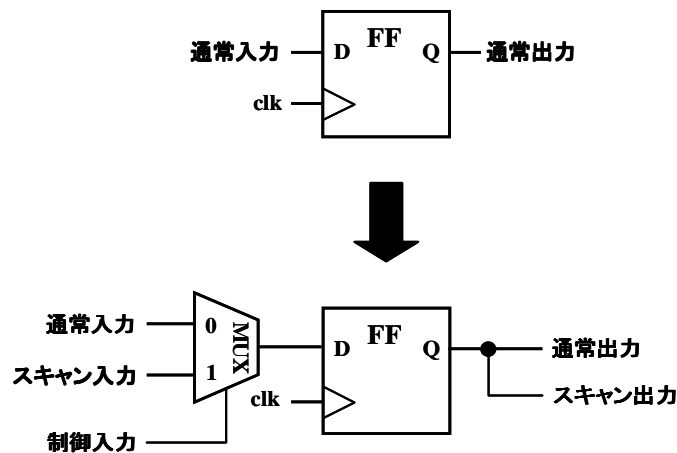 FF
通常入力 D Q 通常出力
clk
FF
通常入力 0 MUX
D Q 通常出力
スキャン入力 1
clk
スキャン出力
制御入力